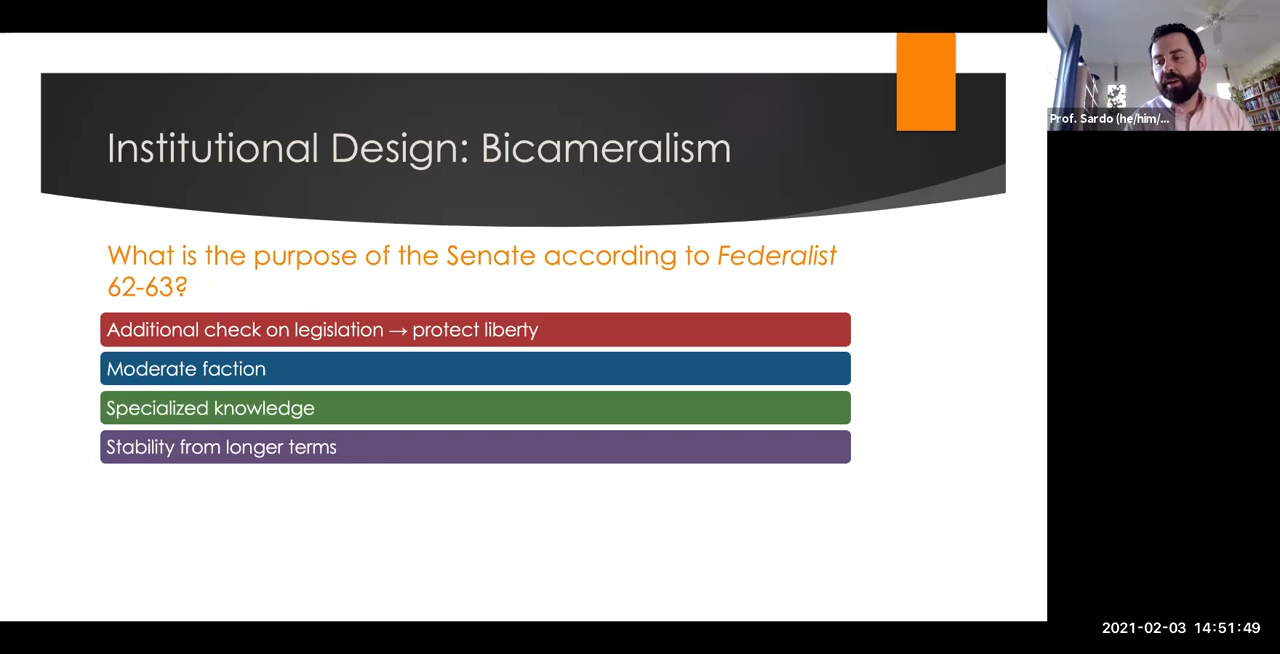 Institutional Design: Bicameralism
What is the purpose of the Senate according to Federalist
62-63?
Additional check on legislation → protect liberty
Moderate faction
Specialized knowledge
Stability from longer terms
Prof. Sardo (he/him/...
2021-02-03 14:51:49